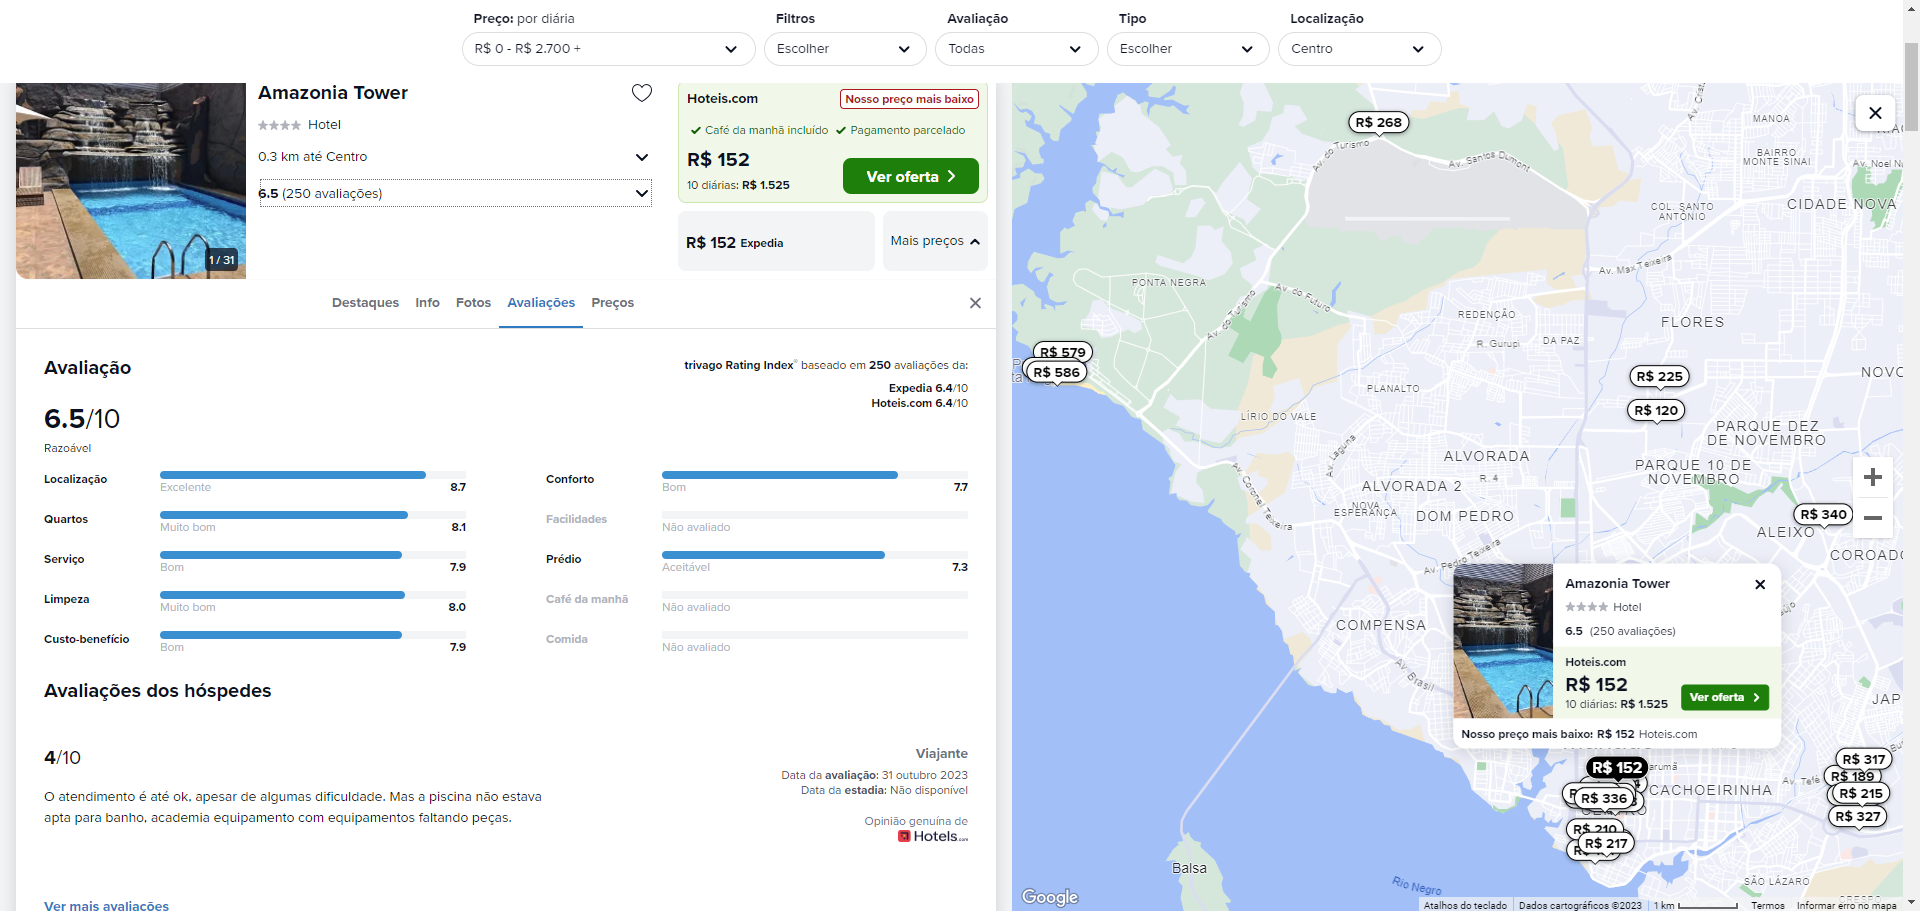 Preço: por diária
Filtros
Avaliação
Tipo
Localização
R$ 0 - R$ 2.700 +
Escolher
Todas
Escolher
Centro
Amazonia Tower
Hotel
0.3 km até Centro
6.5 (250 avaliações)
1 / 31
Hoteis.com
Nosso preço mais baixo
Café da manhã incluído
Pagamento parcelado
R$ 152
10 diárias: R$ 1.525
Ver oferta
R$ 152 Expedia
Mais preços
Destaques
Info
Fotos
Avaliações
Preços
Avaliação
trivago Rating Index® baseado em 250 avaliações da:
Expedia 6.4/10
Hoteis.com 6.4/10
6.5/10
Razoável
Localização
Excelente
8.7
Conforto
Bom
7.7
Quartos
Muito bom
8.1
Facilidades
Não avaliado
Serviço
Bom
7.9
Prédio
Aceitável
7.3
Limpeza
Muito bom
8.0
Café da manhã
Não avaliado
Custo-benefício
Bom
7.9
Comida
Não avaliado
Avaliações dos hóspedes
4/10
O atendimento é até ok, apesar de algumas dificuldade. Mas a piscina não estava
apta para banho, academia equipamento com equipamentos faltando peças.
Viajante
Data da avaliação: 31 outubro 2023
Data da estadia: Não disponível
Opinião genuína de
Hotels.com
Ver mais avaliações
R$ 268
MANOA
BAIRRO
MONTE SINAI
Av. do Turismo
Av. Santos Dumont
Av. Noel Nu
COL. SANTO
ANTÔNIO
CIDADE NOVA
Av. Max Teixeira
PONTA NEGRA
Av. do Futuro
Av. do Turismo
REDENÇÃO
R. Gurupi
DA PAZ
FLORES
R$ 579
R$ 586
R$ 225
NOVO
PLANALTO
R$ 120
LÍRIO DO VALE
PARQUE DEZ
DE NOVEMBRO
Av. Laguna
ALVORADA
PARQUE 10 DE
NOVEMBRO
ALVORADA 2
R. 4
Av. Coronel Teixeira
NOVA
ESPERANÇA
DOM PEDRO
R$ 340
ALEIXO
COROADO
Av. Pedro Teixeira
Amazonia Tower
Hotel
6.5 (250 avaliações)
Hoteis.com
R$ 152
10 diárias: R$ 1.525
Ver oferta
Nosso preço mais baixo: R$ 152 Hoteis.com
COMPENSA
Av. Brasil
JAP
R$ 152
R$ 317
Av. Tefé
R$ 189
CACHOEIRINHA
R$ 336
R$ 215
R$ 327
R$ 210
R$ 217
Balsa
Rio Negro
SÃO LÁZARO
Google
Atalhos do teclado
Dados cartográficos ©2023
1 km
Termos
Informar erro no mapa